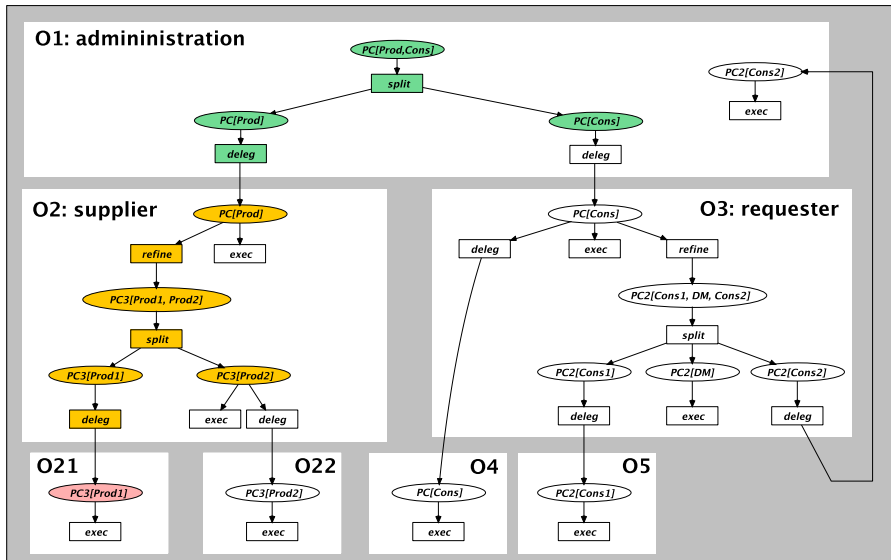 O1: admininistration
PC[Prod,Cons]
split
PC2[Cons2]
exec
PC[Prod]
PC[Cons]
deleg
deleg
O2: supplier
PC[Prod]
refine
exec
PC3[Prod1, Prod2]
split
PC3[Prod1]
PC3[Prod2]
deleg
exec
deleg
O3: requester
PC[Cons]
deleg
exec
refine
PC2[Cons1, DM, Cons2]
split
PC2[Cons1]
PC2[DM]
PC2[Cons2]
deleg
exec
deleg
O21
PC3[Prod1]
exec
O22
PC3[Prod2]
exec
O4
PC[Cons]
exec
O5
PC2[Cons1]
exec